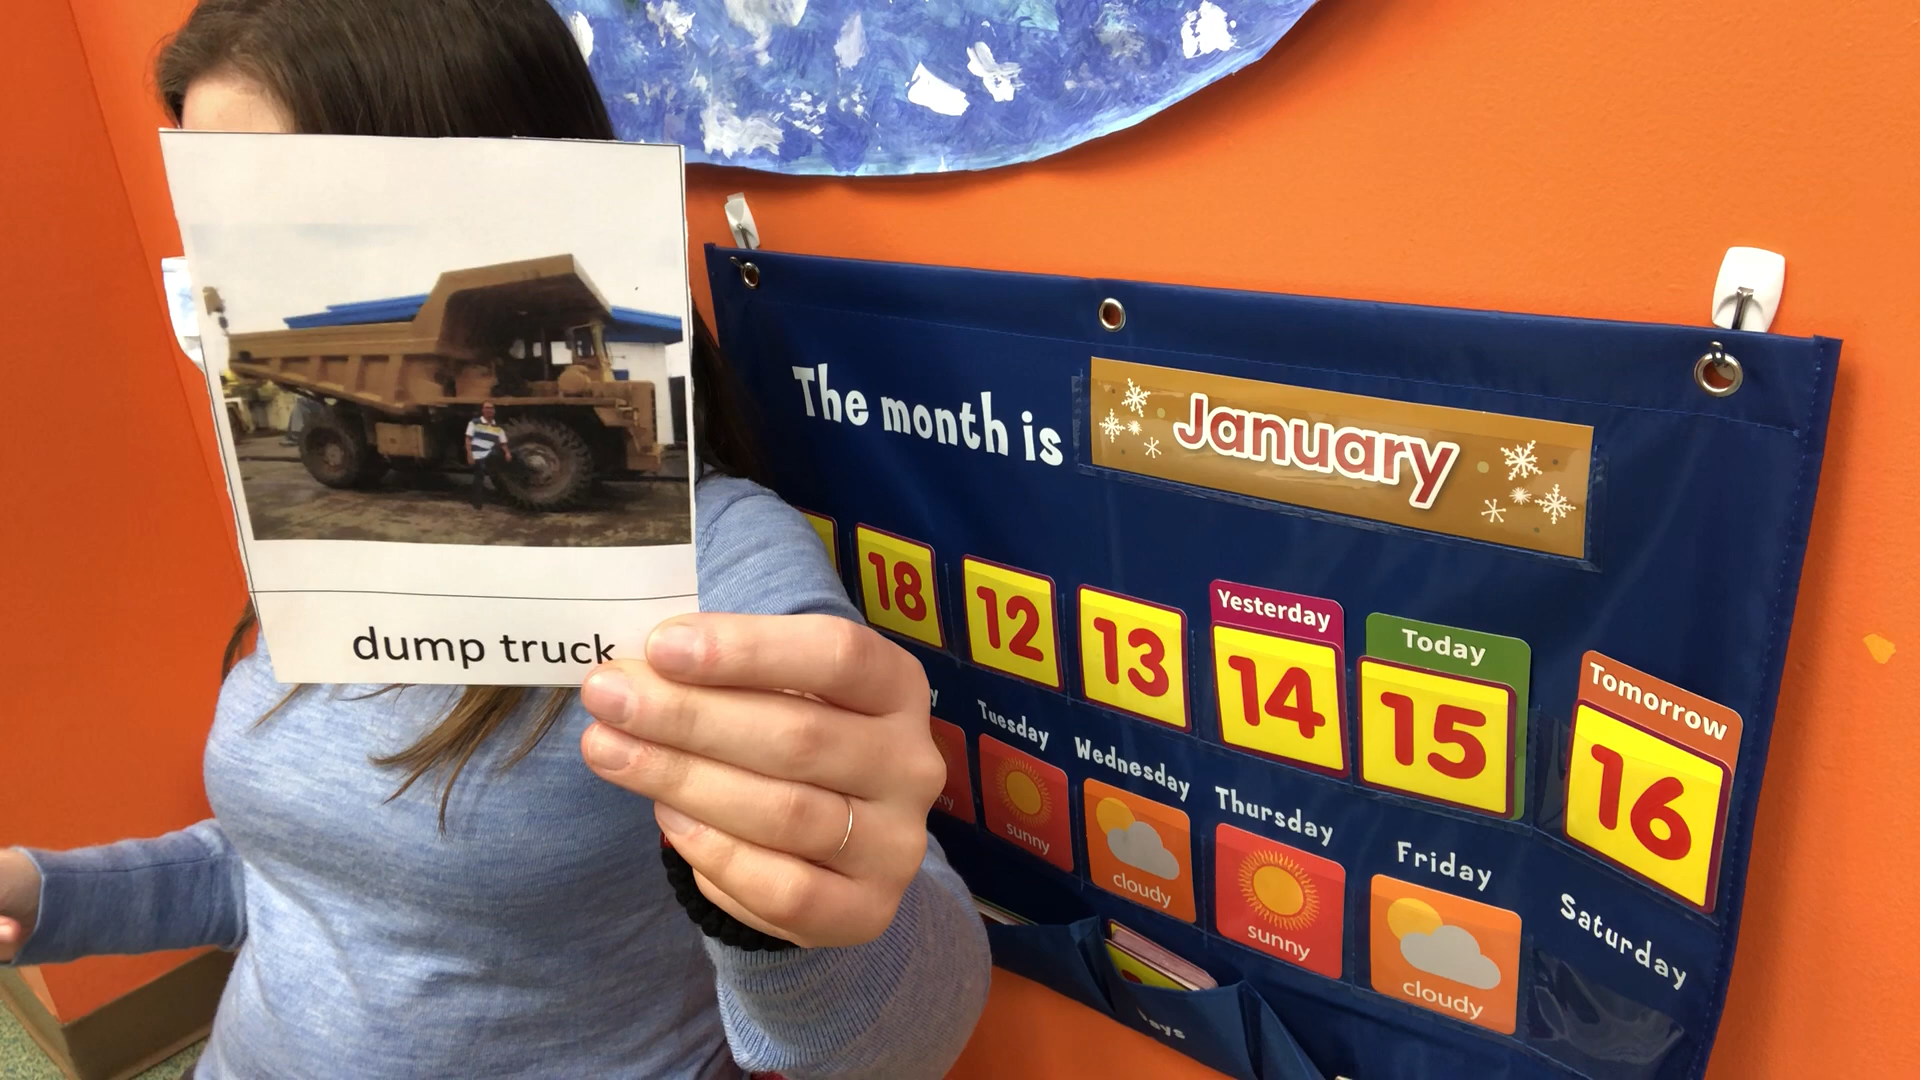 dump truck
The month is January
Yesterday
Today
Tomorrow
18 12 13 14 15 16
Tuesday
Wednesday
Thursday
Friday
Saturday
sunny
cloudy
sunny
cloudy